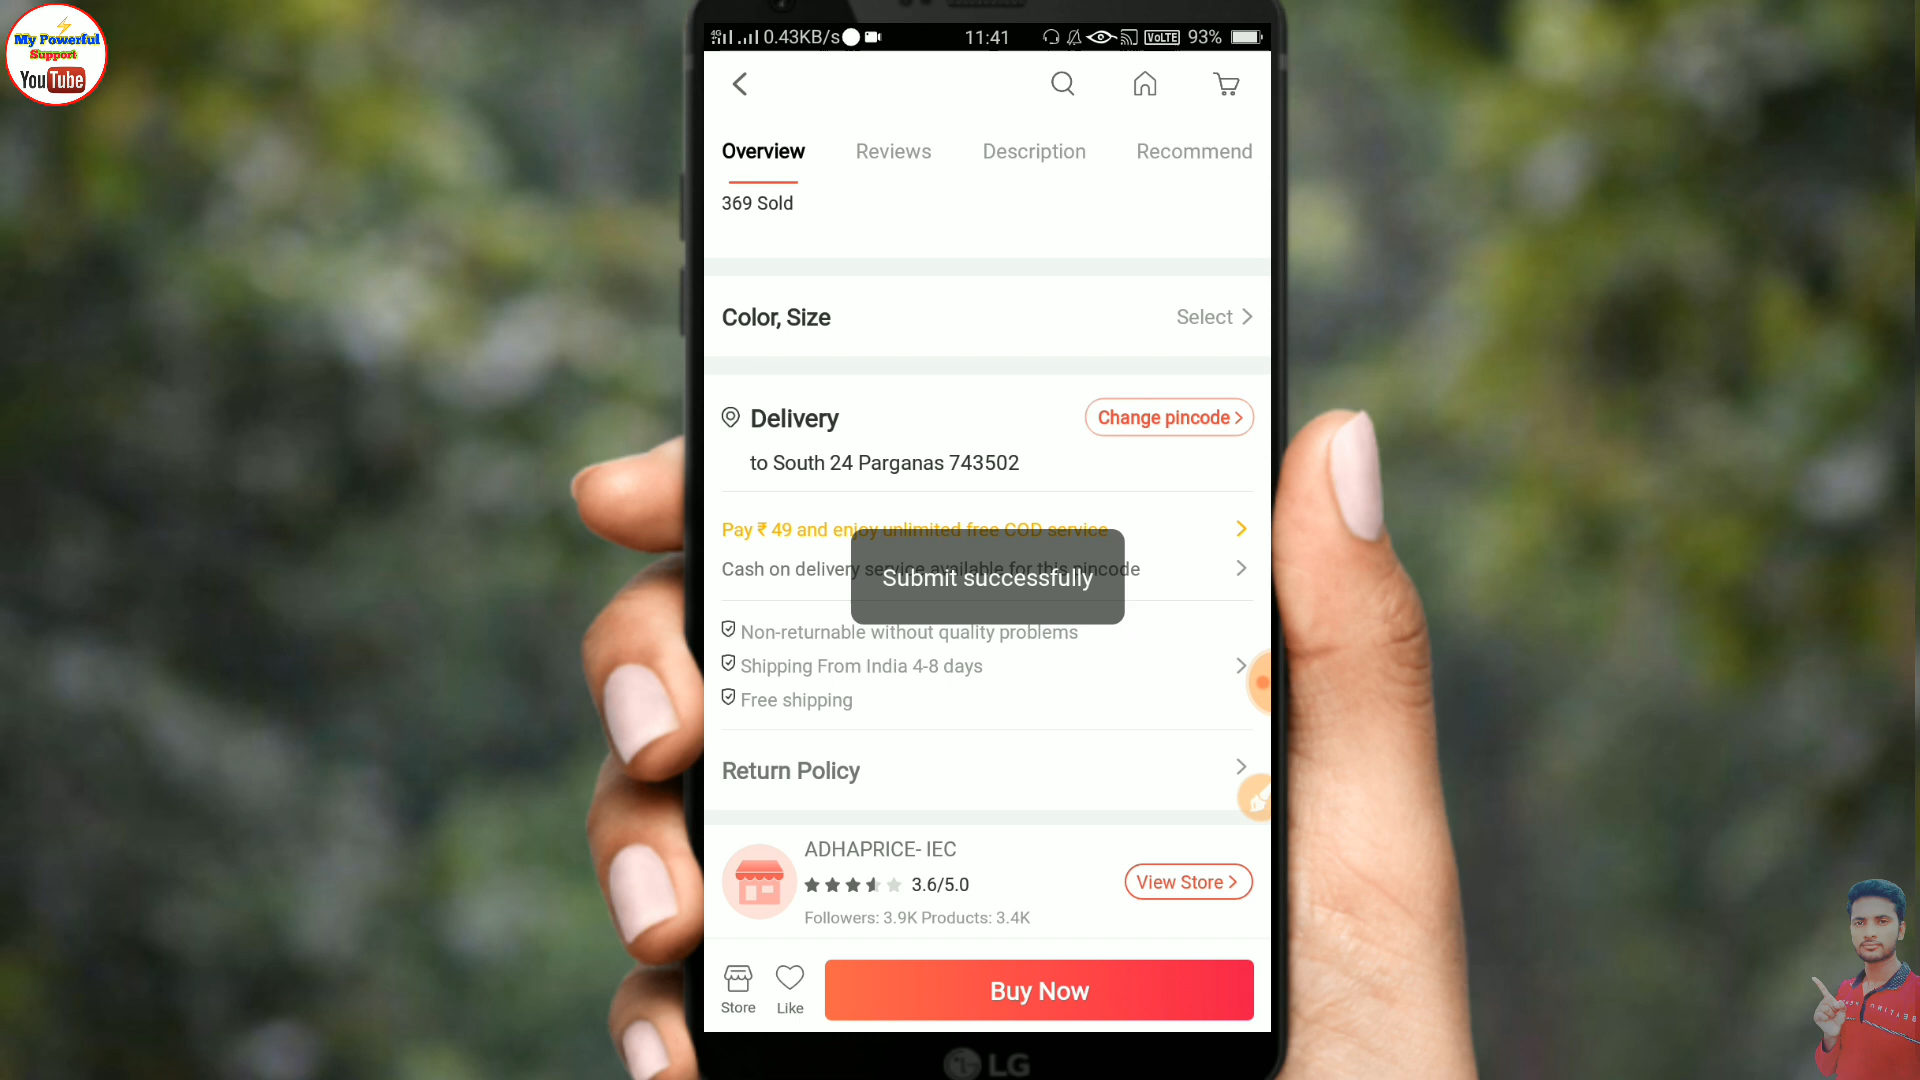 My Powerful
Support
YouTube
4G 0.43KB/s 11:41 VoLTE 93%
Overview Reviews Description Recommend
369 Sold
Color, Size Select
Delivery Change pincode
to South 24 Parganas 743502
Pay ₹ 49 and enjoy unlimited free COD service
Cash on delivery service available for this pincode
Submit successfully
Non-returnable without quality problems
Shipping From India 4-8 days
Free shipping
Return Policy
ADHAPRICE- IEC
3.6/5.0
View Store
Followers: 3.9K Products: 3.4K
Store Like Buy Now
LG